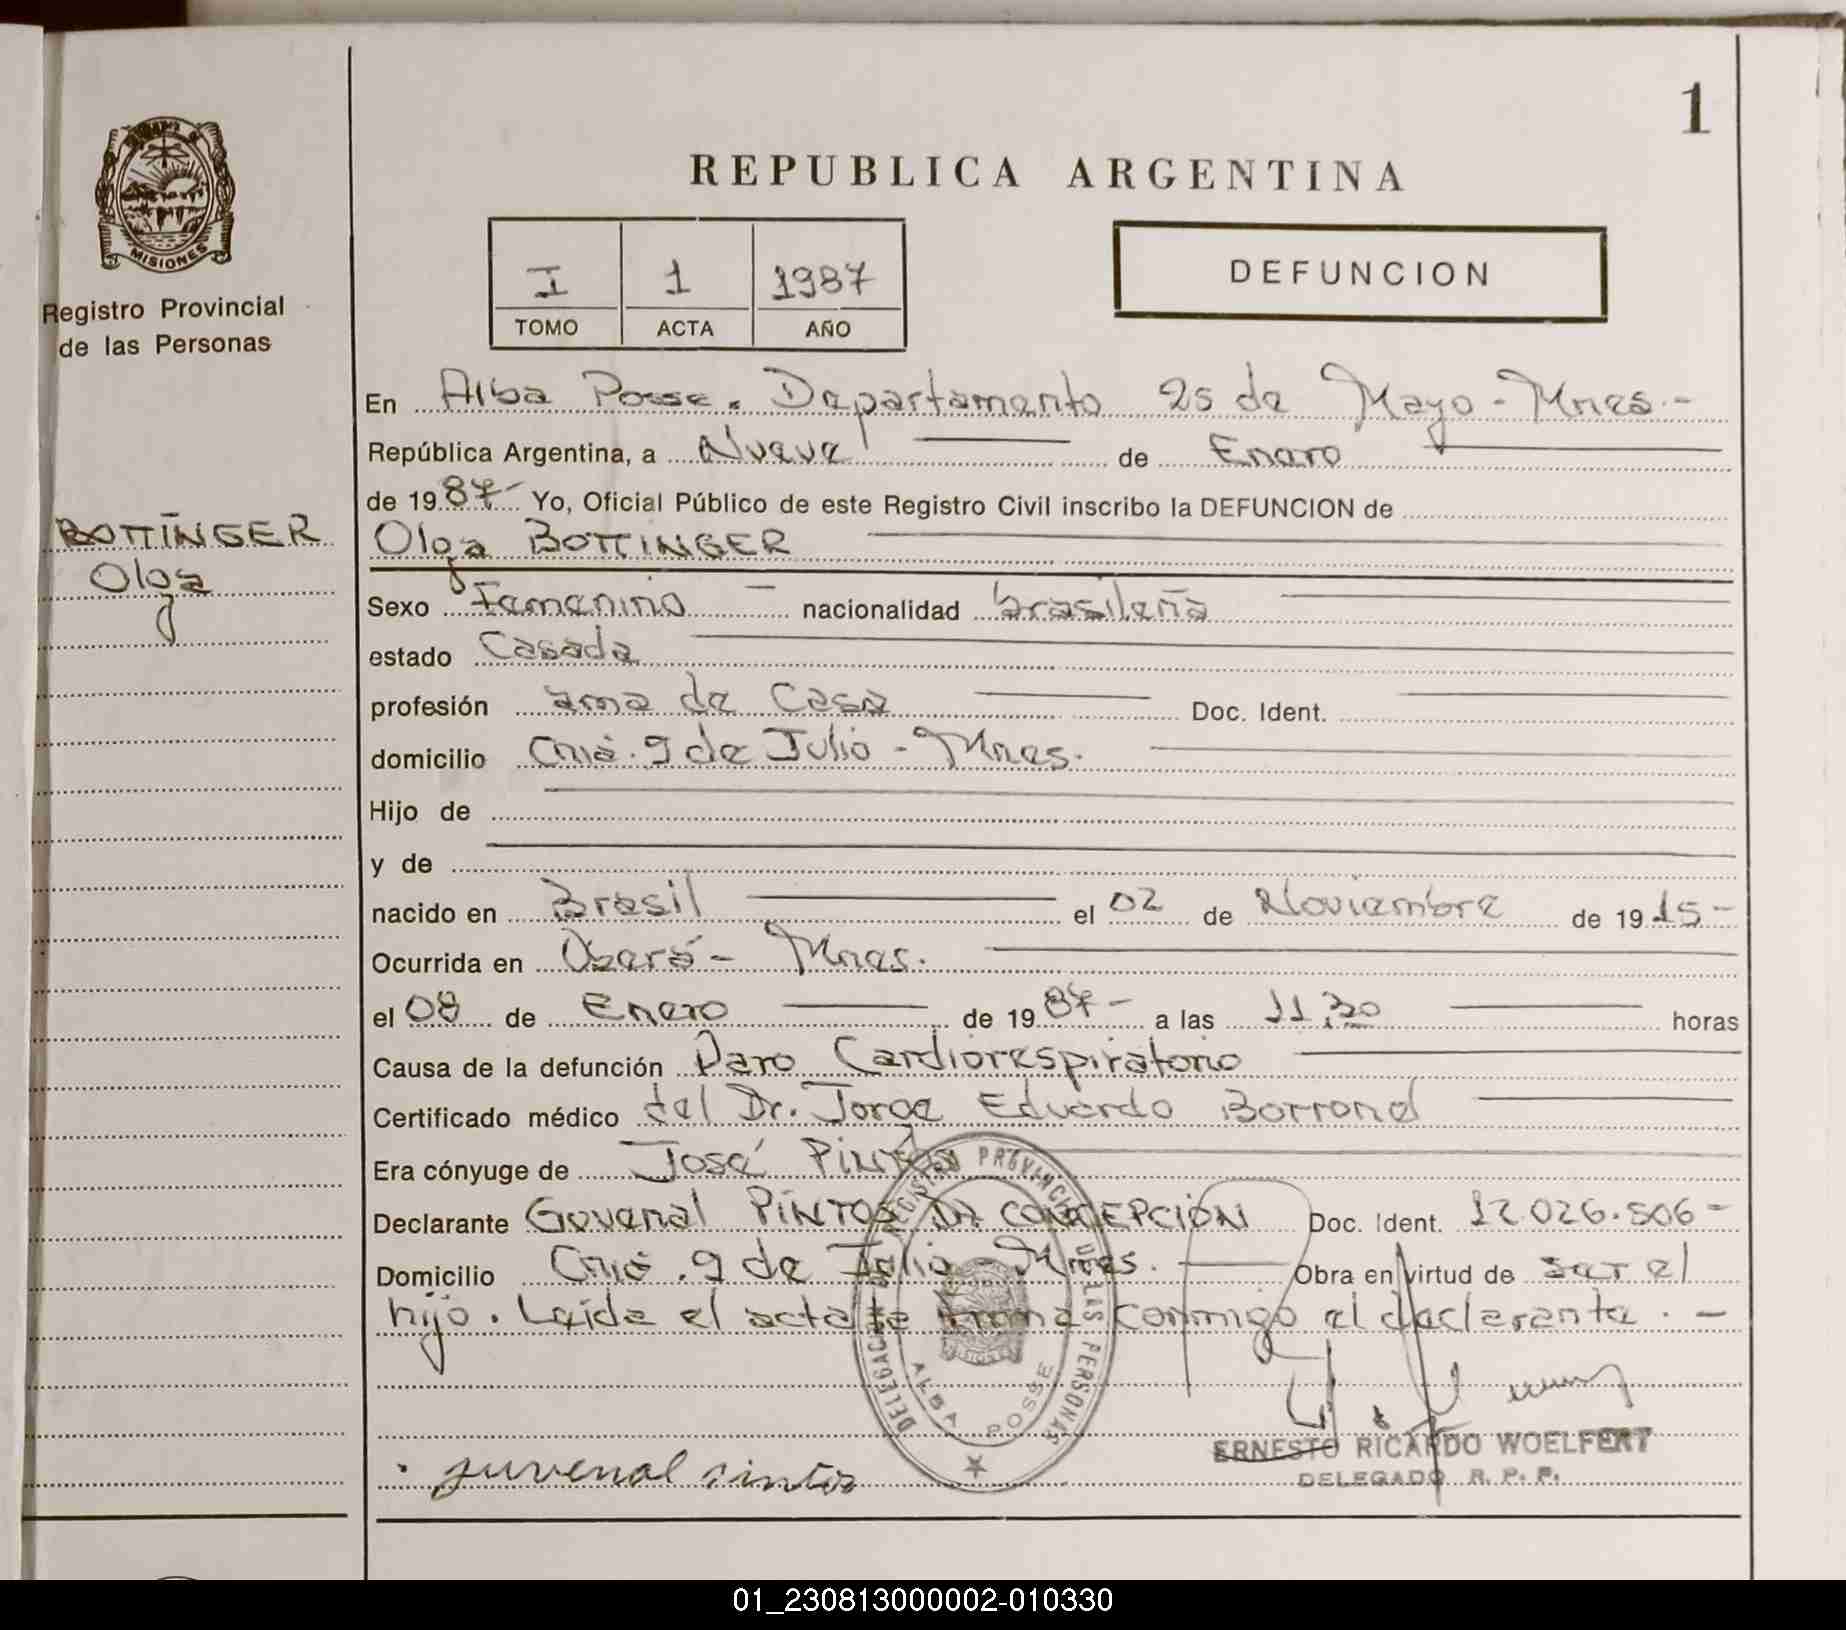 1
REPUBLICA ARGENTINA
MISIONES
Registro Provincial
de las Personas
I 1 1987
TOMO ACTA AÑO
DEFUNCION
En Alba Posse. Departamento 25 de Mayo - Mnes. -
República Argentina, a Nueve de Enero
de 1987- Yo, Oficial Público de este Registro Civil inscribo la DEFUNCION de
BOTTINGER
Olga
Olga BOTTINGER
Sexo Femenino - nacionalidad brasileña
estado Casada
profesión ama de Casa Doc. Ident.
domicilio Cnia. 9 de Julio - Mnes.
Hijo de
y de
nacido en Brasil el 02 de Noviembre de 1915-
Ocurrida en Oberá - Mnes.
el 08 de Enero de 1987- a las 11,30 horas
Causa de la defunción Paro Cardiorespiratorio
Certificado médico del Dr. Jorge Eduardo
Era cónyuge de José Pintos
Declarante Govenal PINTOS DA CONCEPCIÓN Doc. Ident. 12.026.506-
Domicilio Cnia. 9 de Julio - Mnes. Obra en virtud de ser el
hijo. Leída el acta la firma conmigo el declarante. -
DELEGACION REGISTRO PROVINCIAL DE LAS PERSONAS
ALBA POSSE
juvenal pintos
ERNESTO RICARDO WOELFERT
DELEGADO R. P. P.
01_230813000002-010330